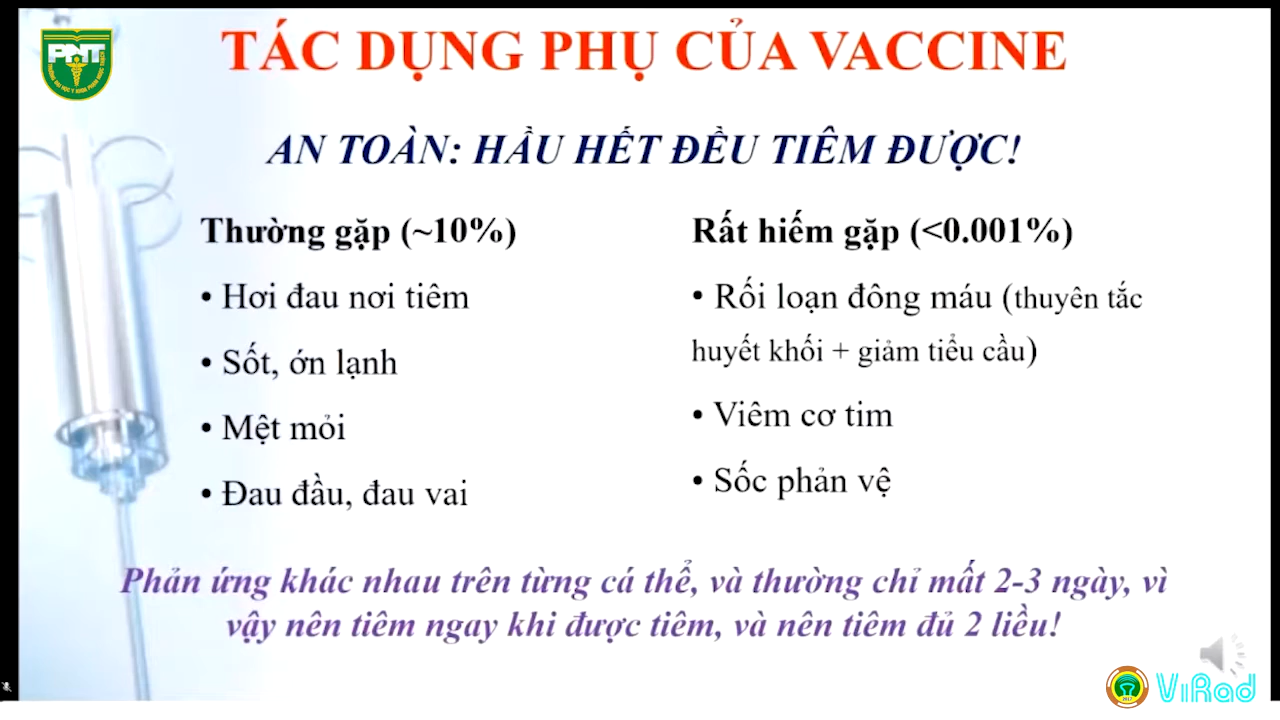 PNT
TÁC DỤNG PHỤ CỦA VACCINE
AN TOÀN: HẦU HẾT ĐỀU TIÊM ĐƯỢC!
Thường gặp (~10%)
• Hơi đau nơi tiêm
• Sốt, ớn lạnh
• Mệt mỏi
• Đau đầu, đau vai
Rất hiếm gặp (<0.001%)
• Rối loạn đông máu (thuyên tắc
huyết khối + giảm tiểu cầu)
• Viêm cơ tim
• Sốc phản vệ
Phản ứng khác nhau trên từng cá thể, và thường chỉ mất 2-3 ngày, vì
vậy nên tiêm ngay khi được tiêm, và nên tiêm đủ 2 liều!
ViRad